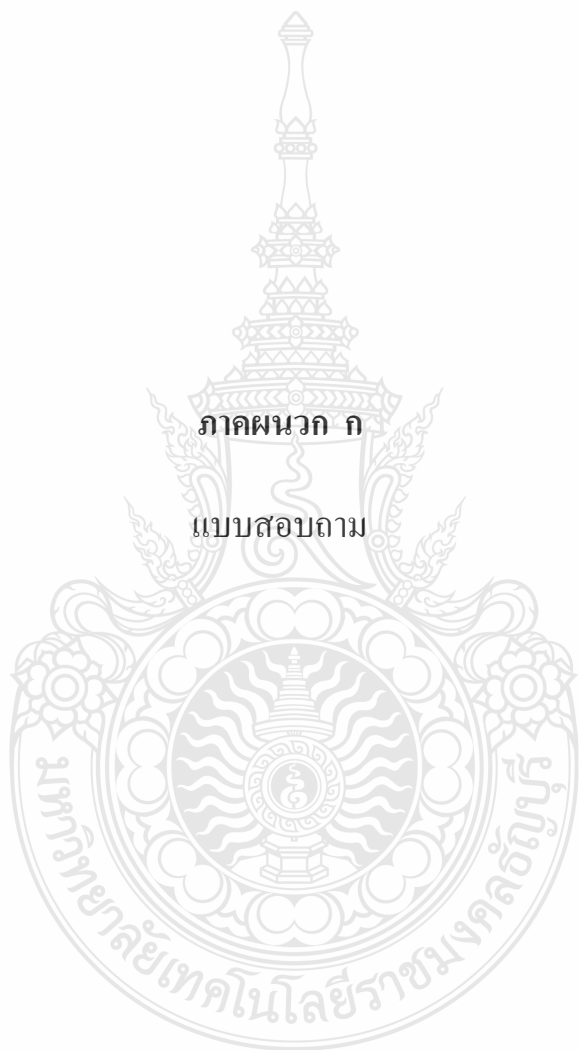 ภาคผนวก ก
แบบสอบถาม
มหาวิทยาลัยเทคโนโลยีราชมงคลธัญบุรี